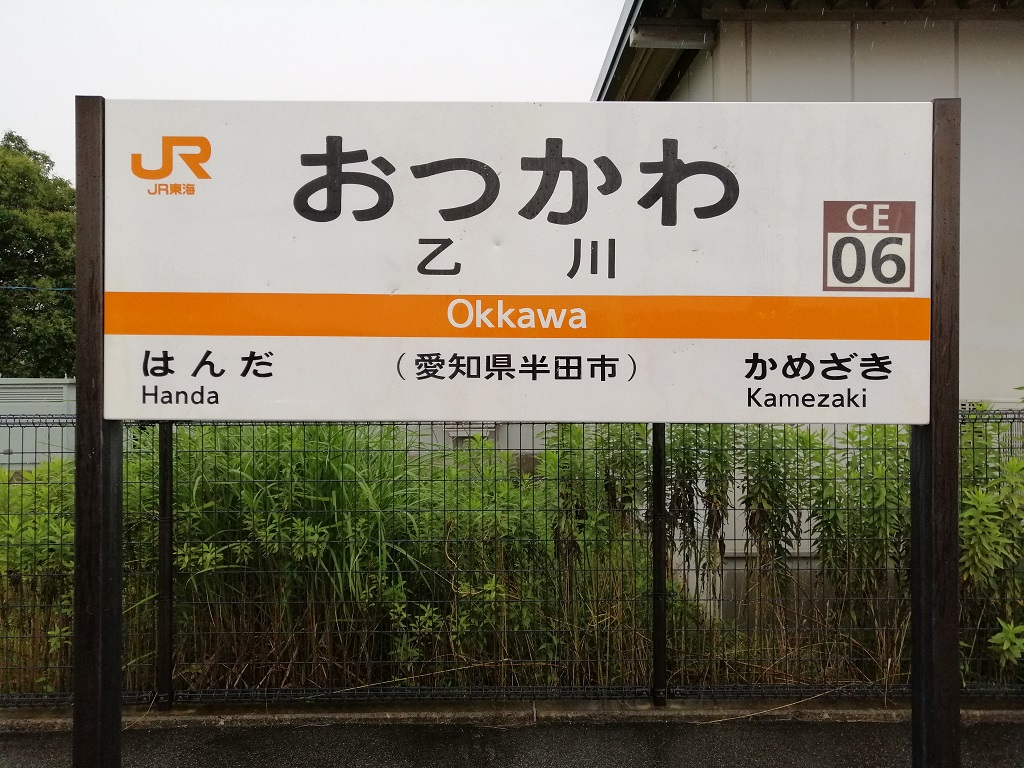 JR
JR東海
おつかわ
乙川
CE
06
Okkawa
はんだ
Handa
(愛知県半田市)
かめざき
Kamezaki